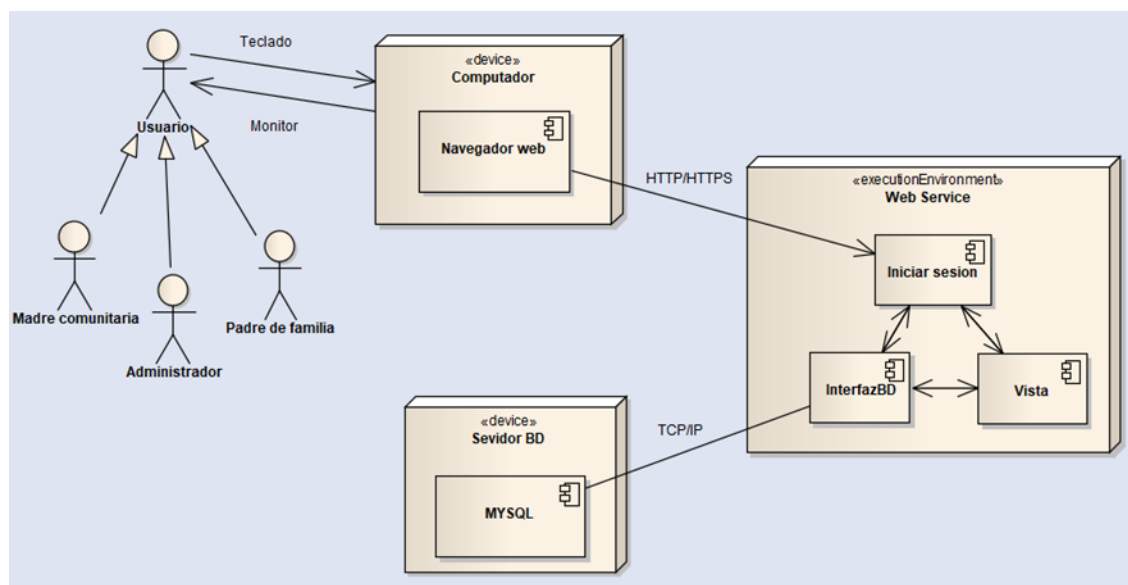 Teclado
«device»
Computador
Usuario
Monitor
Navegador web
HTTP/HTTPS
«executionEnvironment»
Web Service
Iniciar sesion
Madre comunitaria
Padre de familia
Administrador
InterfazBD
Vista
«device»
Sevidor BD
TCP/IP
MYSQL